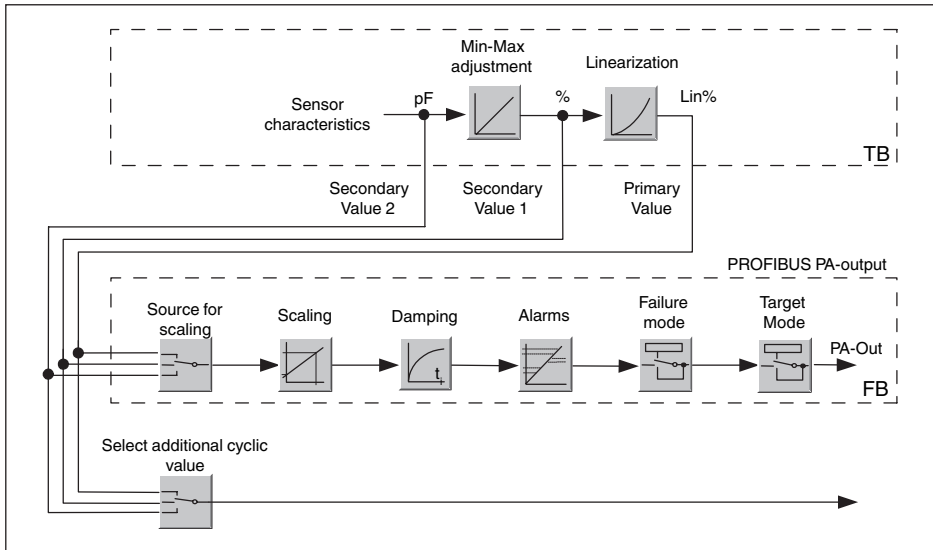 Min-Max
adjustment
Linearization
Sensor
characteristics
pF
%
Lin%
TB
Secondary
Value 2
Secondary
Value 1
Primary
Value
PROFIBUS PA-output
Source for
scaling
Scaling
Damping
Alarms
Failure
mode
Target
Mode
t
PA-Out
FB
Select additional cyclic
value